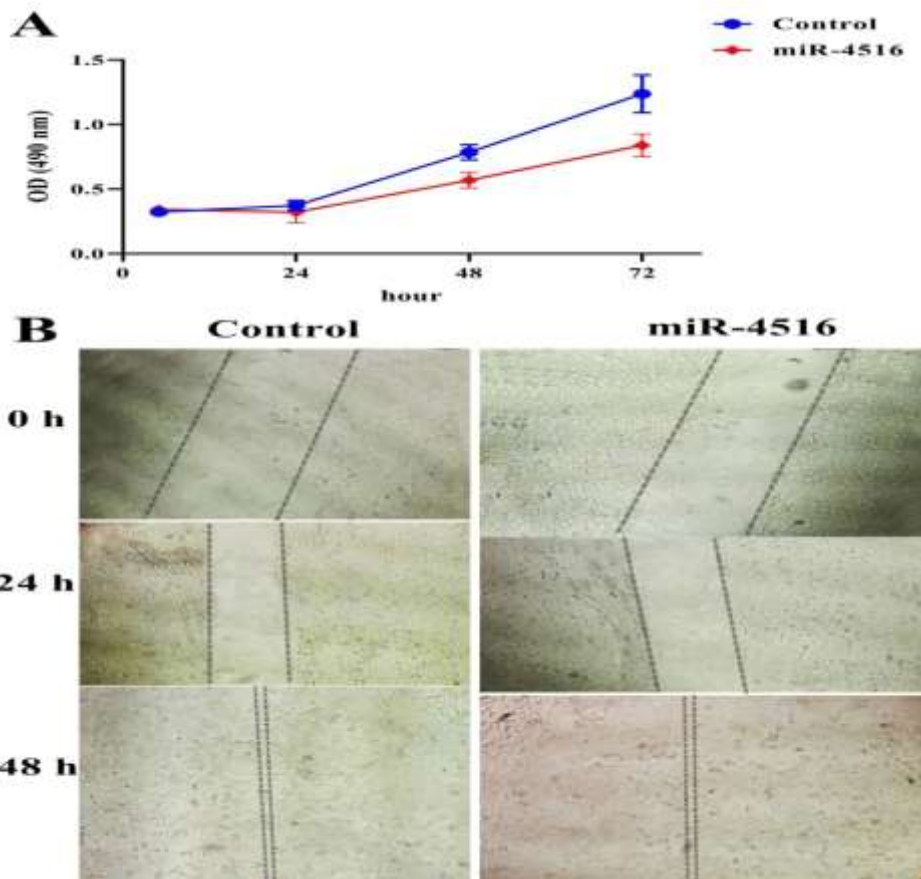 A
Control
miR-4516
1.5
1.0
0.5
0.0
OD (490 nm)
0 24 48 72
hour
B
Control miR-4516
0 h
24 h
48 h